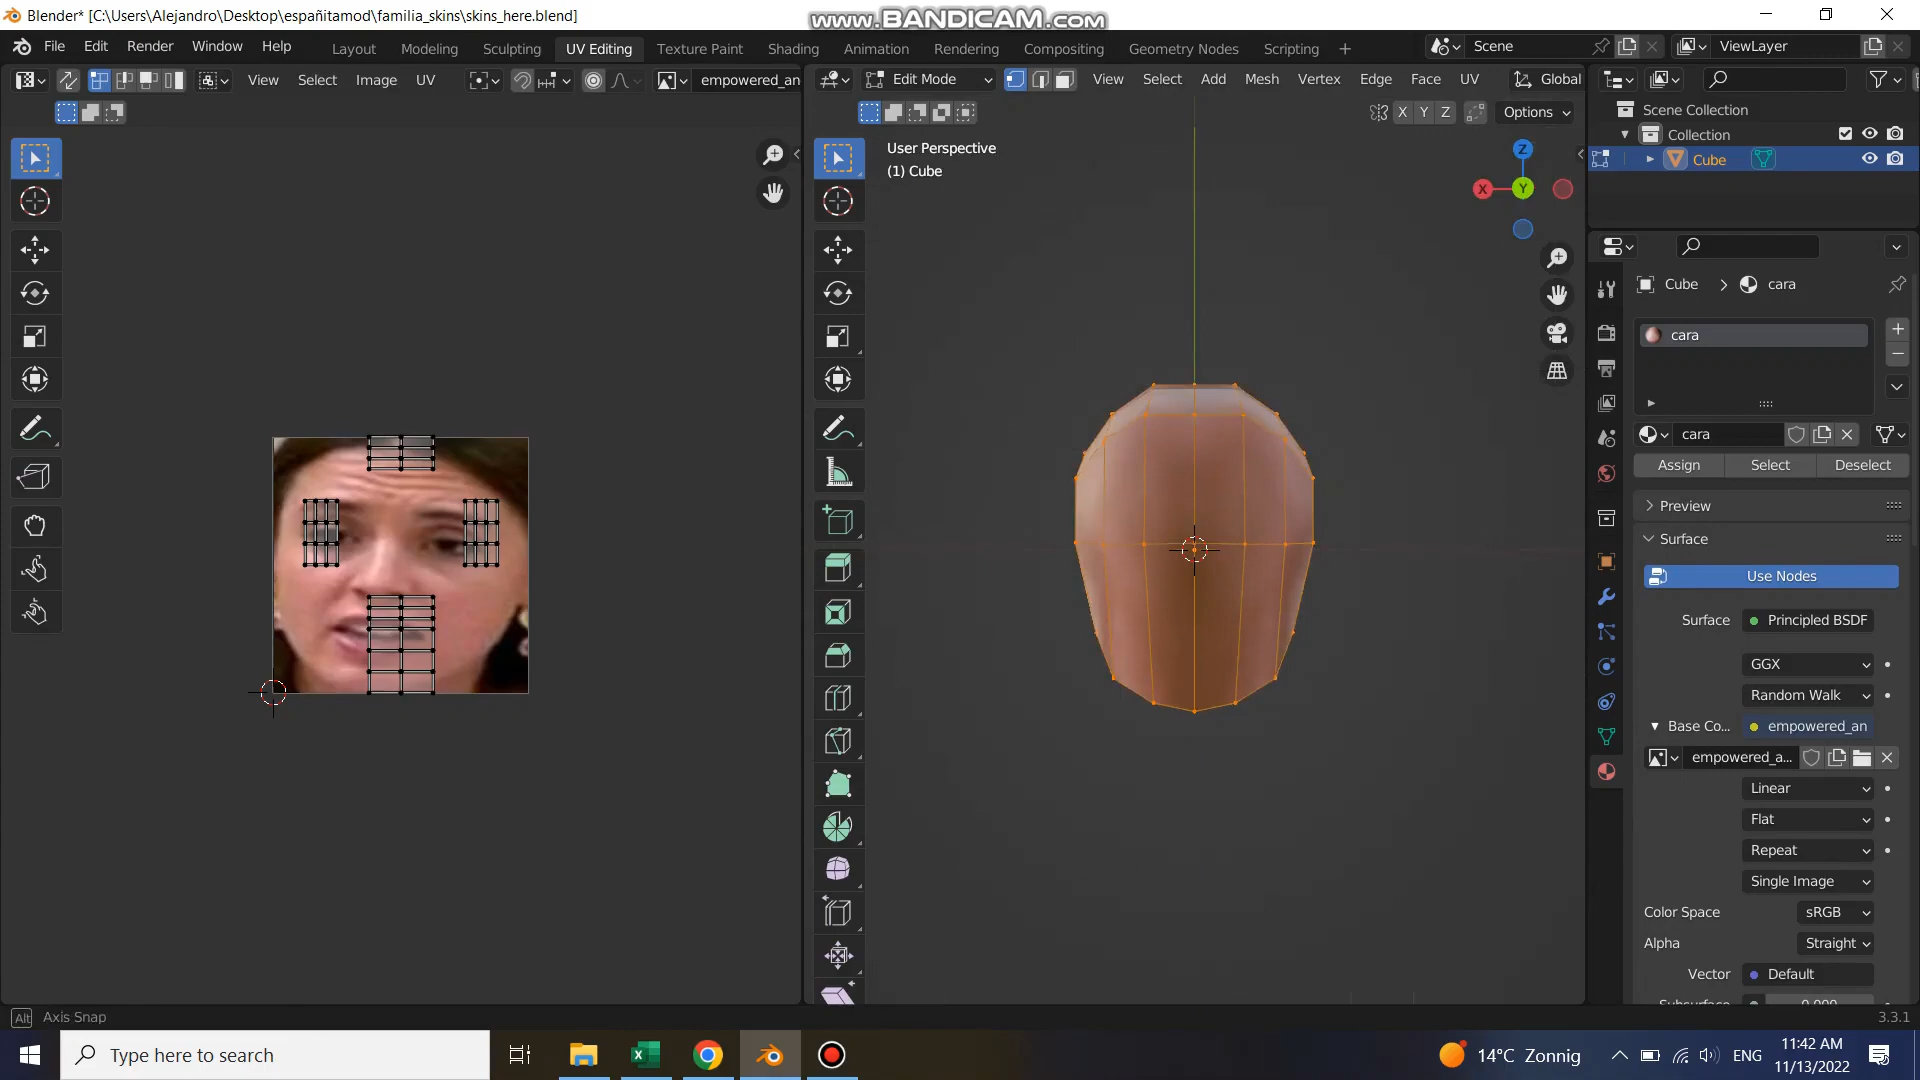 Blender* [C:\Users\Alejandro\Desktop\españitamod\familia_skins\skins_here.blend]
www.BANDICAM.com
File Edit Render Window Help
Layout Modeling Sculpting UV Editing Texture Paint Shading Animation Rendering Compositing Geometry Nodes Scripting +
Scene
ViewLayer
View Select Image UV
empowered_an
Edit Mode
View Select Add Mesh Vertex Edge Face UV
Global
X Y Z
Options
User Perspective
(1) Cube
Z
X
Y
Scene Collection
Collection
Cube
Cube > cara
cara
cara
Assign Select Deselect
Preview
Surface
Use Nodes
Surface Principled BSDF
GGX
Random Walk
Base Co... empowered_an
empowered_a...
Linear
Flat
Repeat
Single Image
Color Space sRGB
Alpha Straight
Vector Default
Subsurface 0.000
Alt Axis Snap
3.3.1
Type here to search
14°C Zonnig
ENG
11:42 AM
11/13/2022